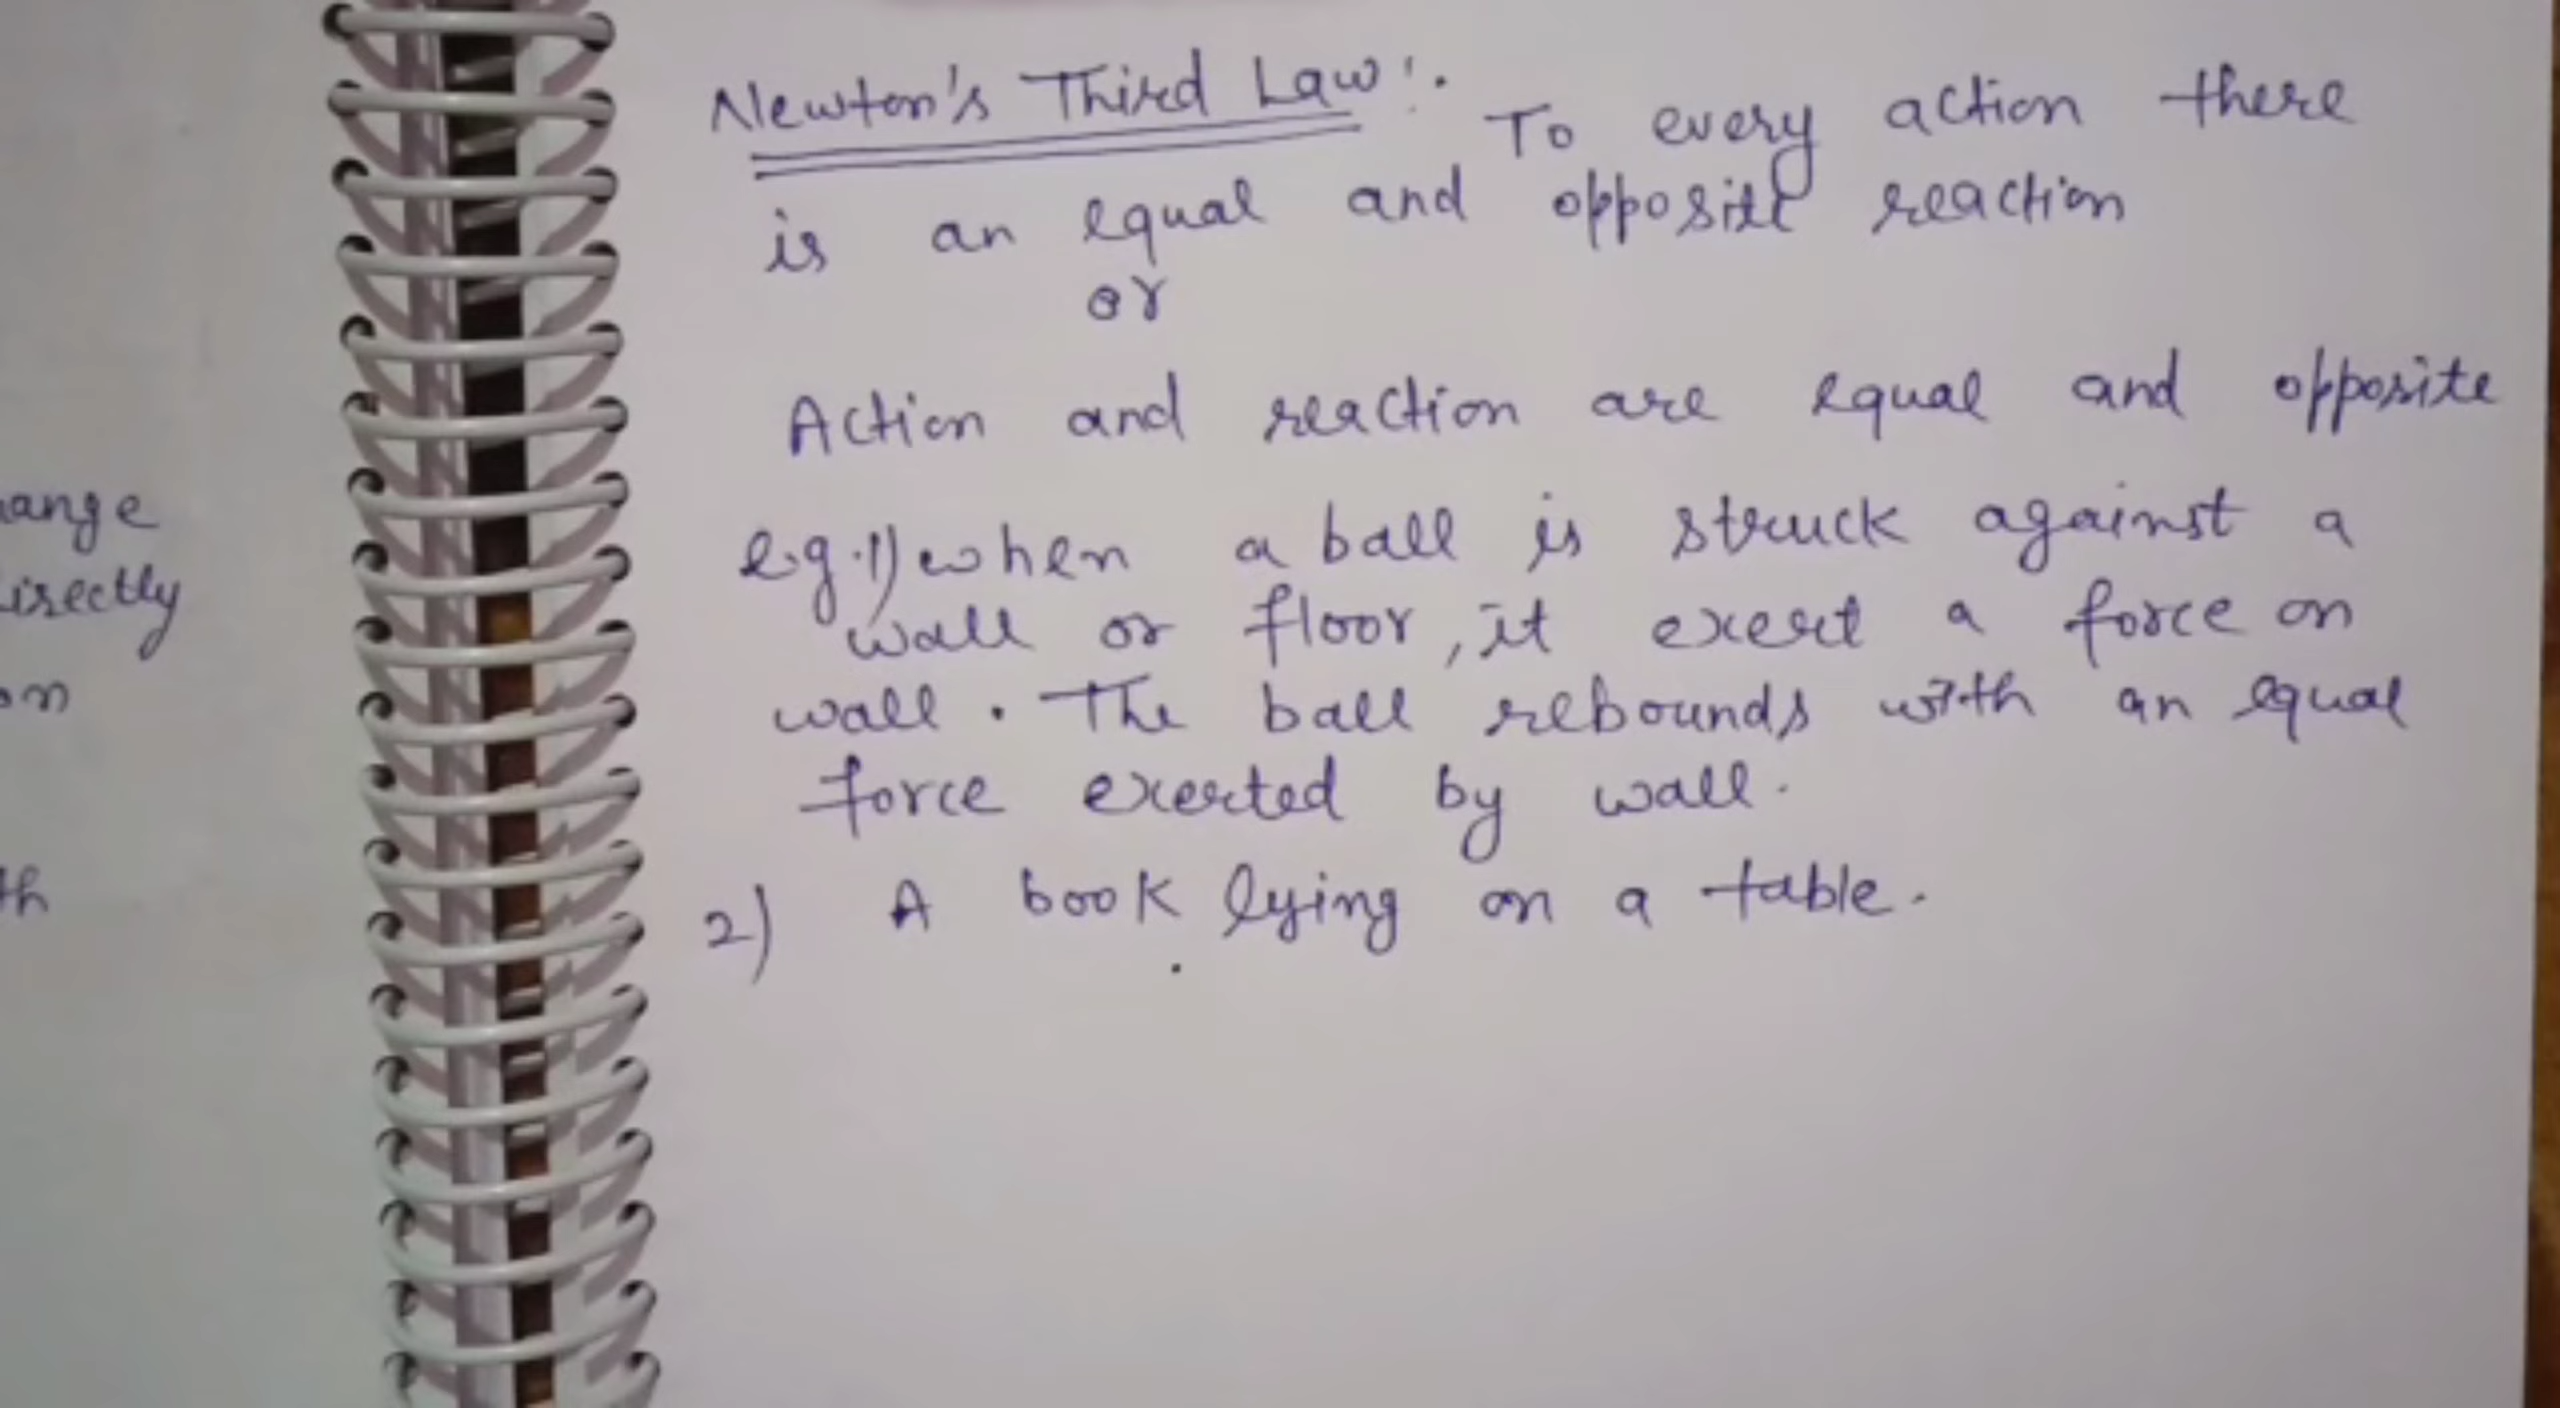 ange
irectly
on
th
Newton's Third Law:. To every action there
is an equal and opposite reaction
or
Action and reaction are equal and opposite
e.g.1) when a ball is struck against a
wall or floor, it exert a force on
wall. The ball rebounds with an equal
force exerted by wall.
2) A book lying on a table.